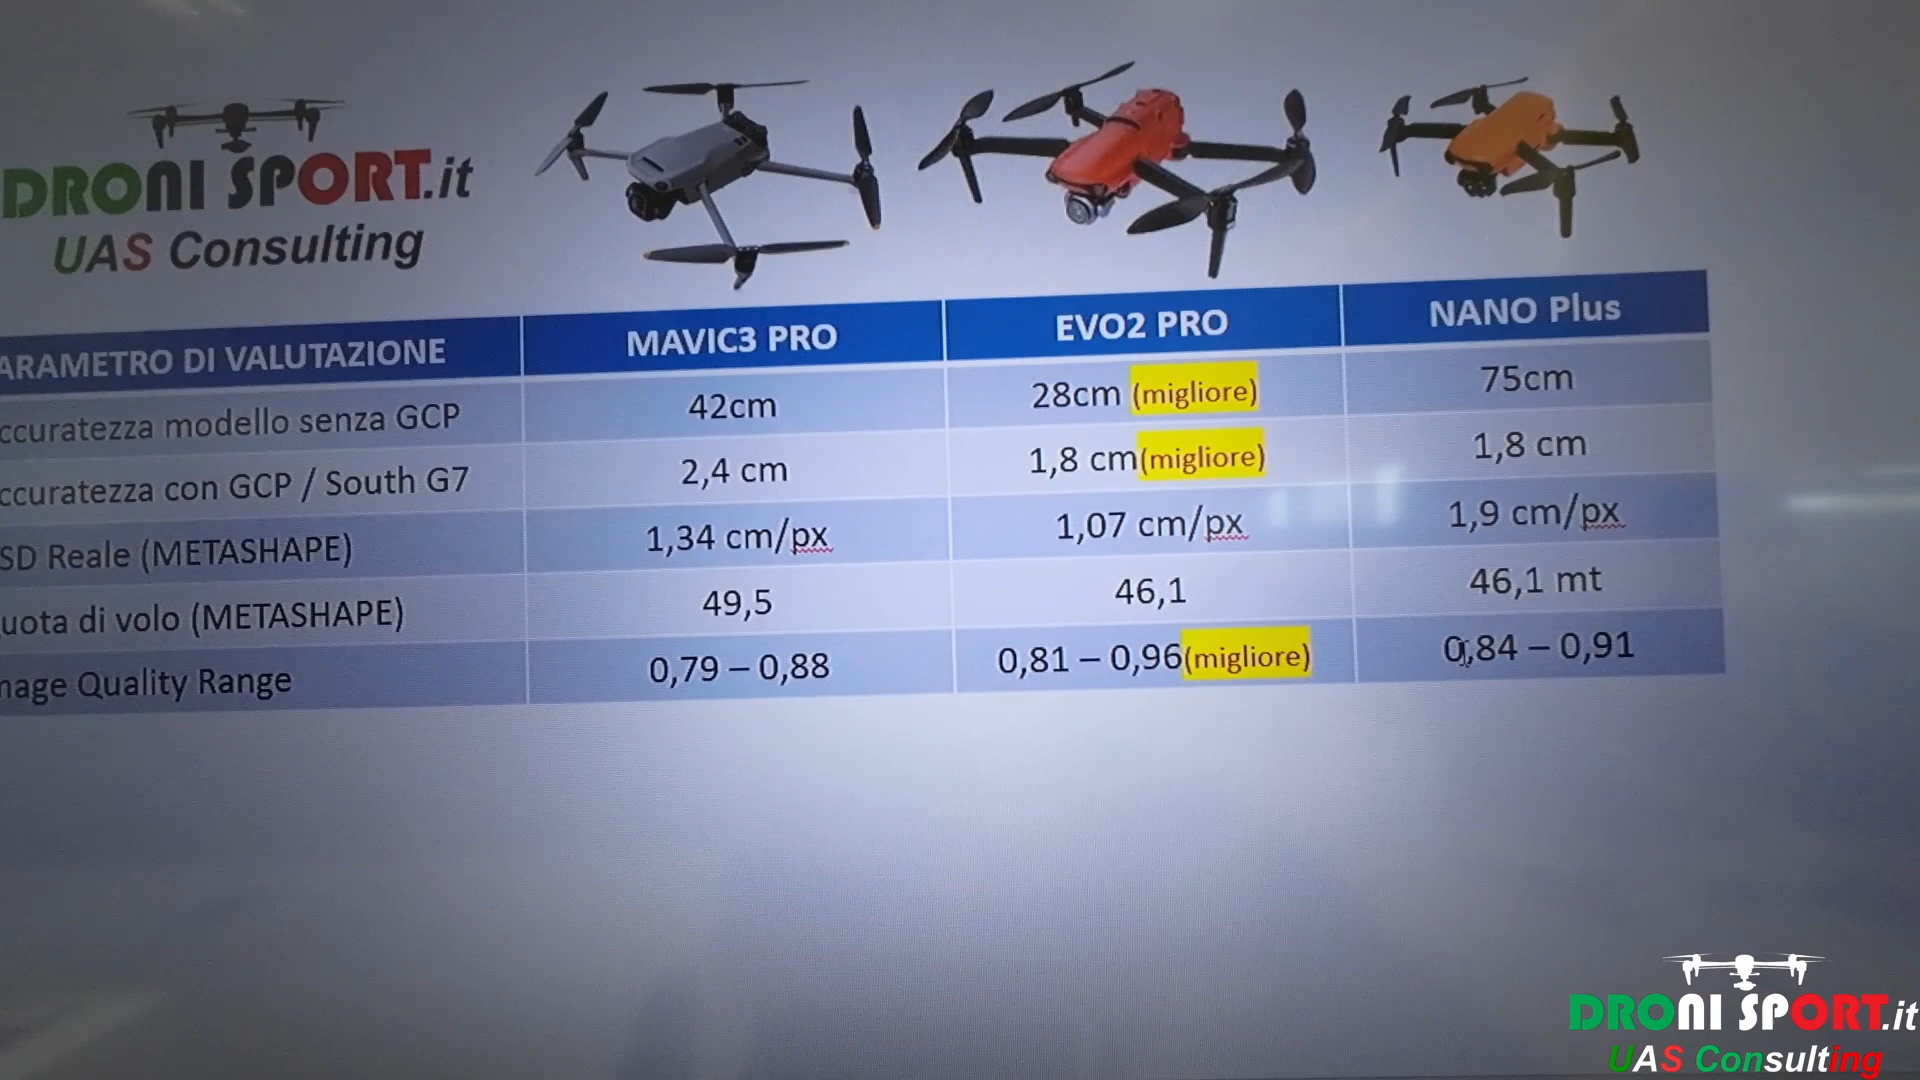 DRONI SPORT.it
UAS Consulting
ARAMETRO DI VALUTAZIONE MAVIC3 PRO EVO2 PRO NANO Plus
ccuratezza modello senza GCP 42cm 28cm (migliore) 75cm
ccuratezza con GCP / South G7 2,4 cm 1,8 cm(migliore) 1,8 cm
SD Reale (METASHAPE) 1,34 cm/px 1,07 cm/px 1,9 cm/px
uota di volo (METASHAPE) 49,5 46,1 46,1 mt
mage Quality Range 0,79 – 0,88 0,81 – 0,96(migliore) 0,84 – 0,91
DRONI SPORT.it
UAS Consulting